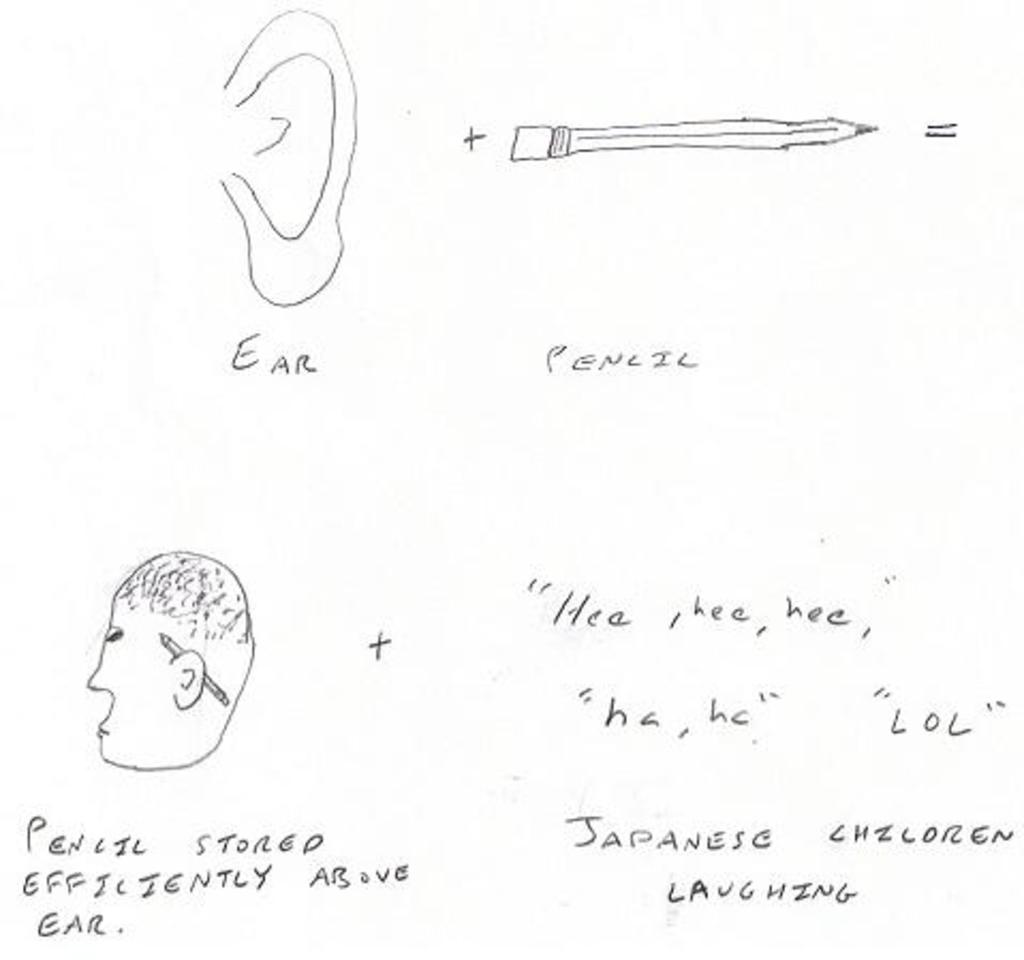 + =
EAR PENCIL
+ "Hee, hee, hee,"
"ha, ha" "LOL"
PENCIL STORED
EFFICIENTLY ABOVE
EAR.
JAPANESE CHILDREN
LAUGHING